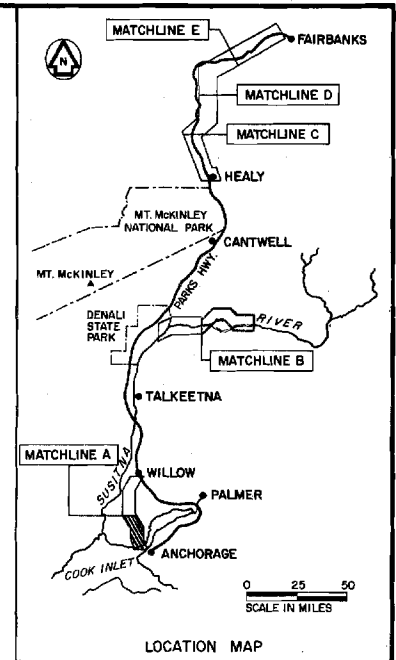 MATCHLINE E
FAIRBANKS
N
MATCHLINE D
MATCHLINE C
HEALY
MT. McKINLEY
NATIONAL PARK
CANTWELL
MT. McKINLEY
PARKS HWY.
DENALI
STATE
PARK
RIVER
MATCHLINE B
TALKEETNA
MATCHLINE A
WILLOW
SUSITNA
PALMER
ANCHORAGE
COOK INLET
0 25 50
SCALE IN MILES
LOCATION MAP